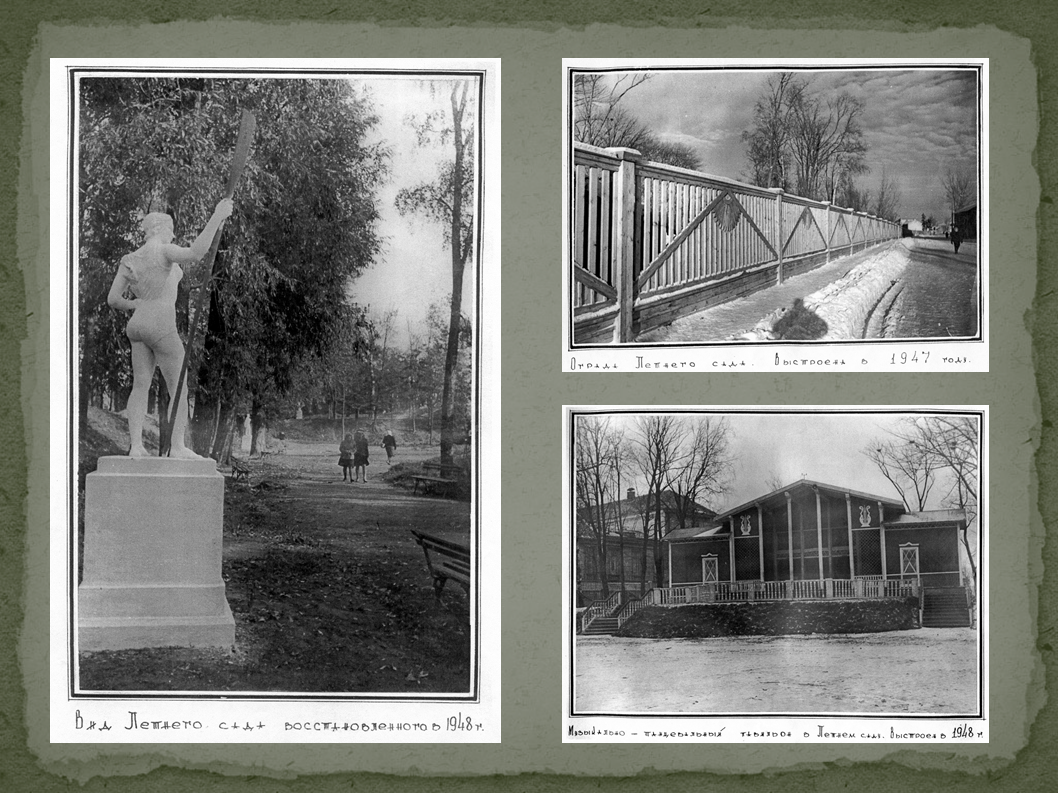 Вид Летнего сада восстановленного в 1948 г.
Ограда Летнего сада. Выстроена в 1947 году.
Музыкально – танцевальный павильон в Летнем саду. Выстроен в 1948 г.